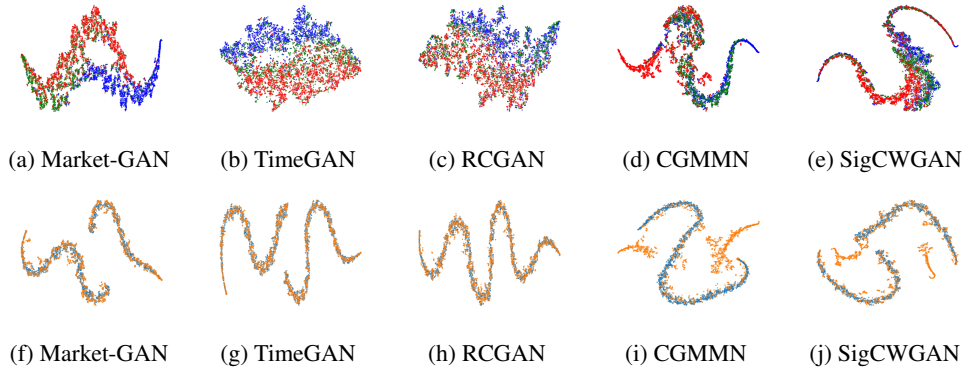 (a) Market-GAN (b) TimeGAN (c) RCGAN (d) CGMMN (e) SigCWGAN
(f) Market-GAN (g) TimeGAN (h) RCGAN (i) CGMMN (j) SigCWGAN